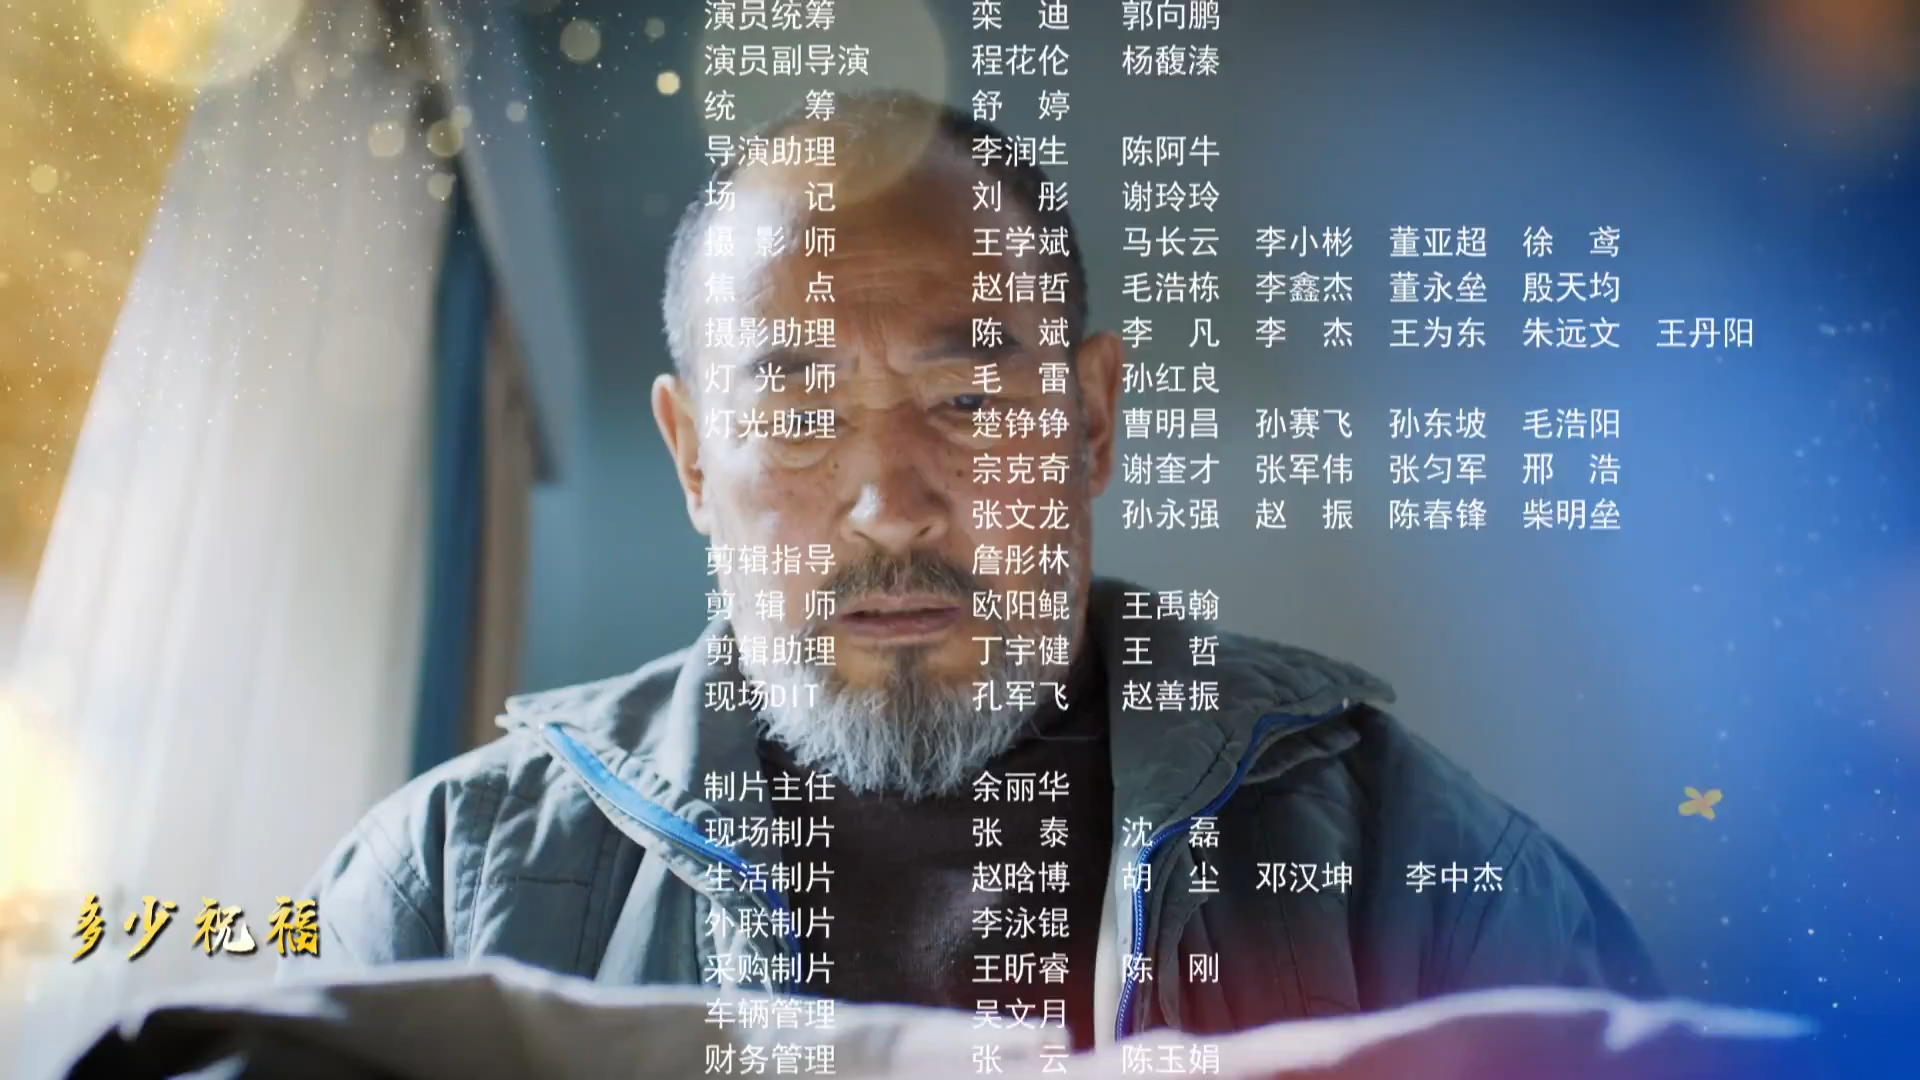 演员统筹 栾 迪 郭向鹏
演员副导演 程花伦 杨馥溱
统 筹 舒 婷
导演助理 李润生 陈阿牛
场 记 刘 彤 谢玲玲
摄 影 师 王学斌 马长云 李小彬 董亚超 徐 鸢
焦 点 赵信哲 毛浩栋 李鑫杰 董永垒 殷天均
摄影助理 陈 斌 李 凡 李 杰 王为东 朱远文 王丹阳
灯 光 师 毛 雷 孙红良
灯光助理 楚铮铮 曹明昌 孙赛飞 孙东坡 毛浩阳
宗克奇 谢奎才 张军伟 张匀军 邢 浩
张文龙 孙永强 赵 振 陈春锋 柴明垒
剪辑指导 詹彤林
剪 辑 师 欧阳鲲 王禹翰
剪辑助理 丁宇健 王 哲
现场DIT 孔军飞 赵善振
制片主任 余丽华
现场制片 张 泰 沈 磊
生活制片 赵晗博 胡 尘 邓汉坤 李中杰
外联制片 李泳锟
采购制片 王昕睿 陈 刚
车辆管理 吴文月
财务管理 张 云 陈玉娟
多少祝福